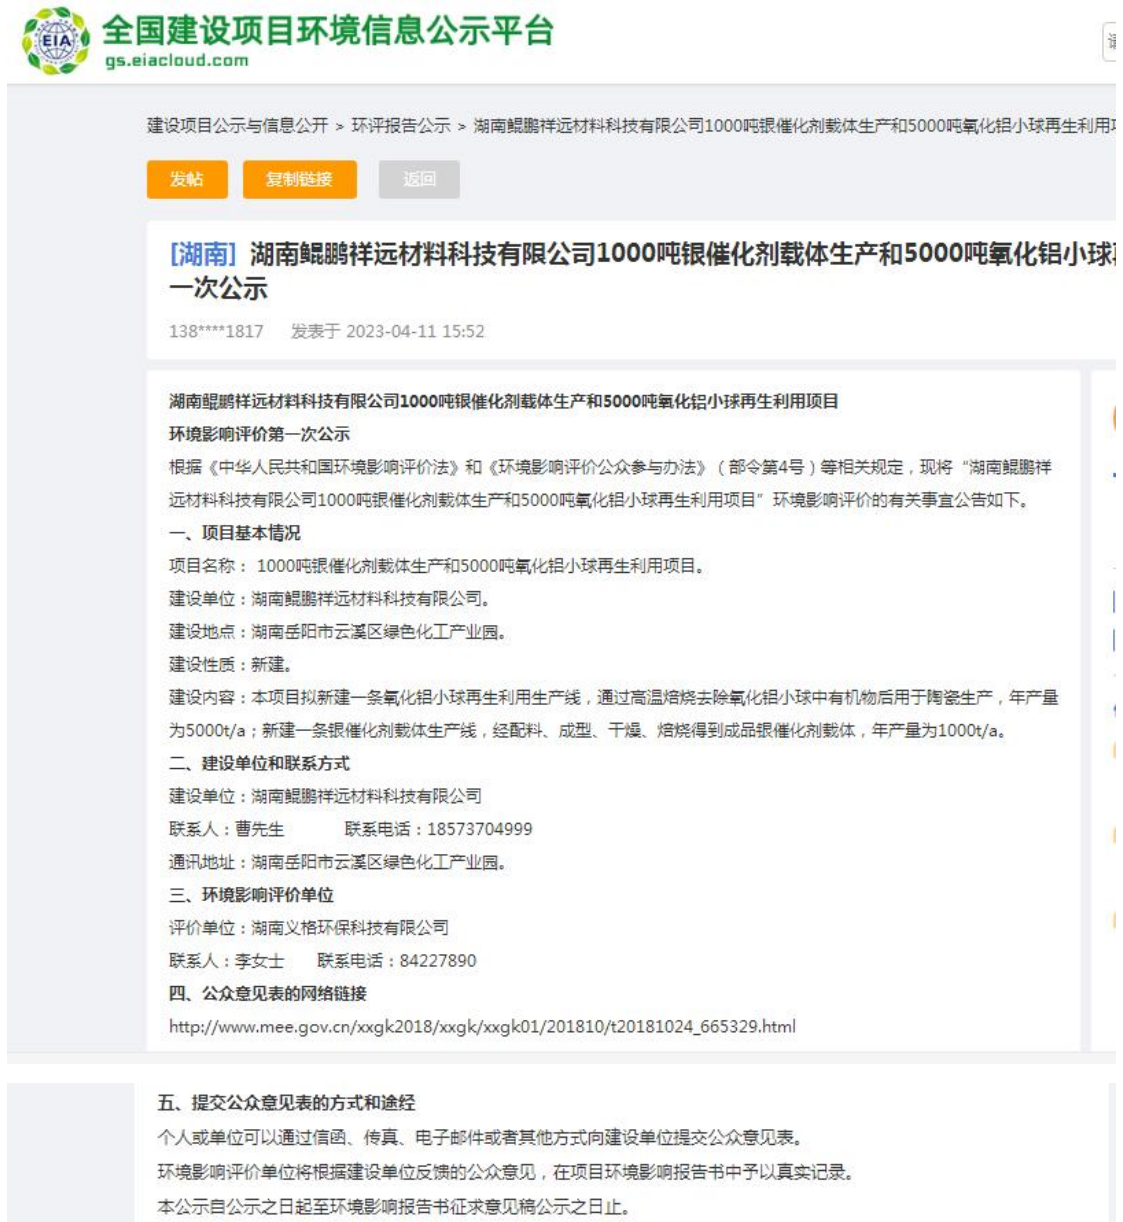 EIA
全国建设项目环境信息公示平台
gs.eiacloud.com
建设项目公示与信息公开 > 环评报告公示 > 湖南鲲鹏祥远材料科技有限公司1000吨银催化剂载体生产和5000吨氧化铝小球再生利用
发帖 复制链接 返回
[湖南] 湖南鲲鹏祥远材料科技有限公司1000吨银催化剂载体生产和5000吨氧化铝小球
一次公示
138****1817 发表于 2023-04-11 15:52
湖南鲲鹏祥远材料科技有限公司1000吨银催化剂载体生产和5000吨氧化铝小球再生利用项目
环境影响评价第一次公示
根据《中华人民共和国环境影响评价法》和《环境影响评价公众参与办法》（部令第4号）等相关规定，现将“湖南鲲鹏祥
远材料科技有限公司1000吨银催化剂载体生产和5000吨氧化铝小球再生利用项目”环境影响评价的有关事宜公告如下。
一、项目基本情况
项目名称： 1000吨银催化剂载体生产和5000吨氧化铝小球再生利用项目。
建设单位：湖南鲲鹏祥远材料科技有限公司。
建设地点：湖南岳阳市云溪区绿色化工产业园。
建设性质：新建。
建设内容：本项目拟新建一条氧化铝小球再生利用生产线，通过高温焙烧去除氧化铝小球中有机物后用于陶瓷生产，年产量
为5000t/a；新建一条银催化剂载体生产线，经配料、成型、干燥、焙烧得到成品银催化剂载体，年产量为1000t/a。
二、建设单位和联系方式
建设单位：湖南鲲鹏祥远材料科技有限公司
联系人：曹先生 联系电话：18573704999
通讯地址：湖南岳阳市云溪区绿色化工产业园。
三、环境影响评价单位
评价单位：湖南义格环保科技有限公司
联系人：李女士 联系电话：84227890
四、公众意见表的网络链接
http://www.mee.gov.cn/xxgk2018/xxgk/xxgk01/201810/t20181024_665329.html
五、提交公众意见表的方式和途经
个人或单位可以通过信函、传真、电子邮件或者其他方式向建设单位提交公众意见表。
环境影响评价单位将根据建设单位反馈的公众意见，在项目环境影响报告书中予以真实记录。
本公示自公示之日起至环境影响报告书征求意见稿公示之日止。